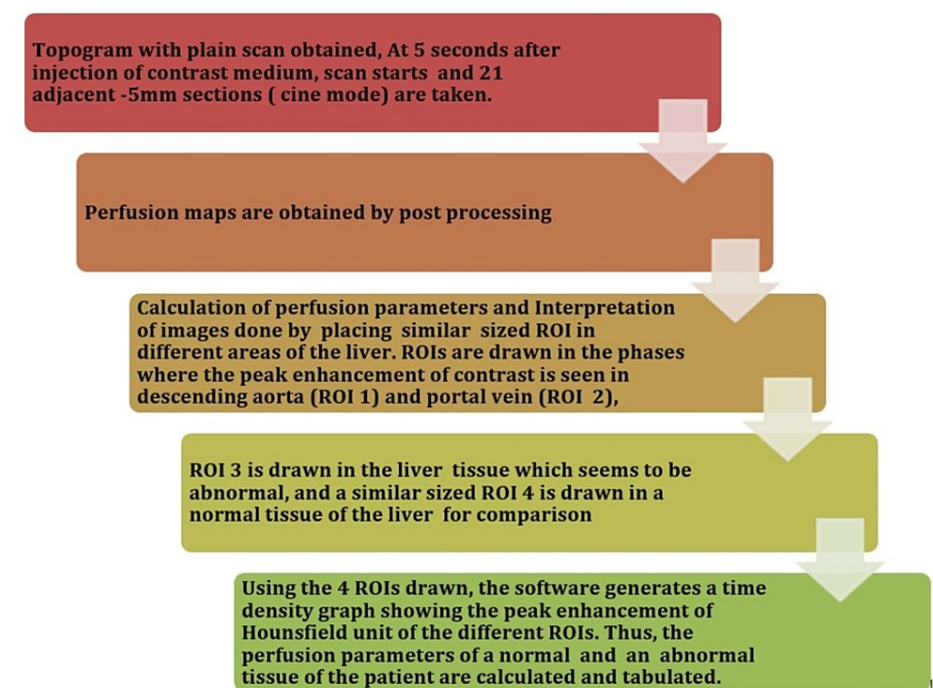 Topogram with plain scan obtained, At 5 seconds after
injection of contrast medium, scan starts and 21
adjacent -5mm sections ( cine mode) are taken.
Perfusion maps are obtained by post processing
Calculation of perfusion parameters and Interpretation
of images done by placing similar sized ROI in
different areas of the liver. ROIs are drawn in the phases
where the peak enhancement of contrast is seen in
descending aorta (ROI 1) and portal vein (ROI 2),
ROI 3 is drawn in the liver tissue which seems to be
abnormal, and a similar sized ROI 4 is drawn in a
normal tissue of the liver for comparison
Using the 4 ROIs drawn, the software generates a time
density graph showing the peak enhancement of
Hounsfield unit of the different ROIs. Thus, the
perfusion parameters of a normal and an abnormal
tissue of the patient are calculated and tabulated.